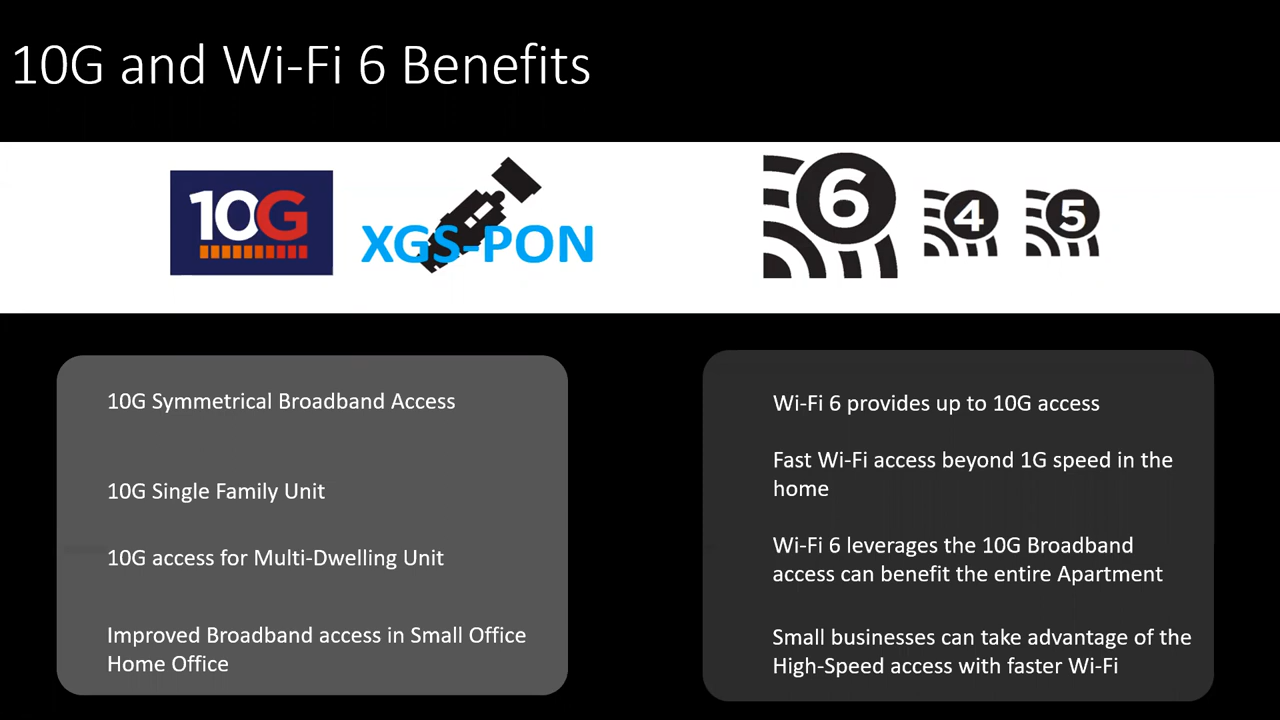 10G and Wi-Fi 6 Benefits
10G
XGS-PON
6
4
5
10G Symmetrical Broadband Access
10G Single Family Unit
10G access for Multi-Dwelling Unit
Improved Broadband access in Small Office
Home Office
Wi-Fi 6 provides up to 10G access
Fast Wi-Fi access beyond 1G speed in the
home
Wi-Fi 6 leverages the 10G Broadband
access can benefit the entire Apartment
Small businesses can take advantage of the
High-Speed access with faster Wi-Fi